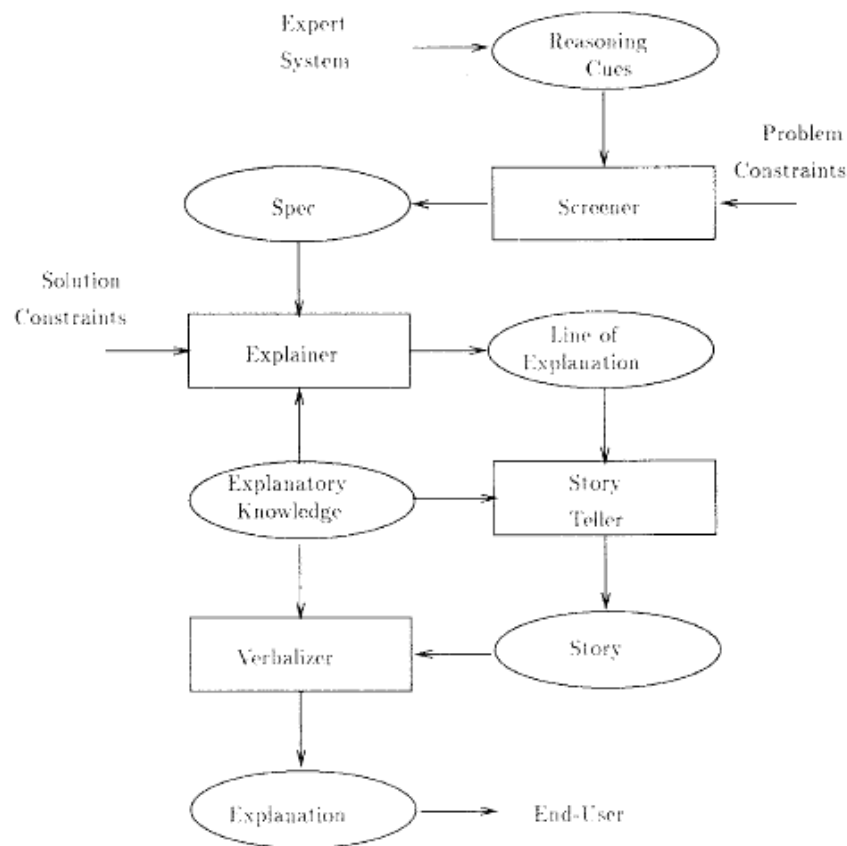 Expert
System
Reasoning
Cues
Problem
Constraints
Screener
Spec
Solution
Constraints
Explainer
Line of
Explanation
Explanatory
Knowledge
Story
Teller
Verbalizer
Story
Explanation
End-User